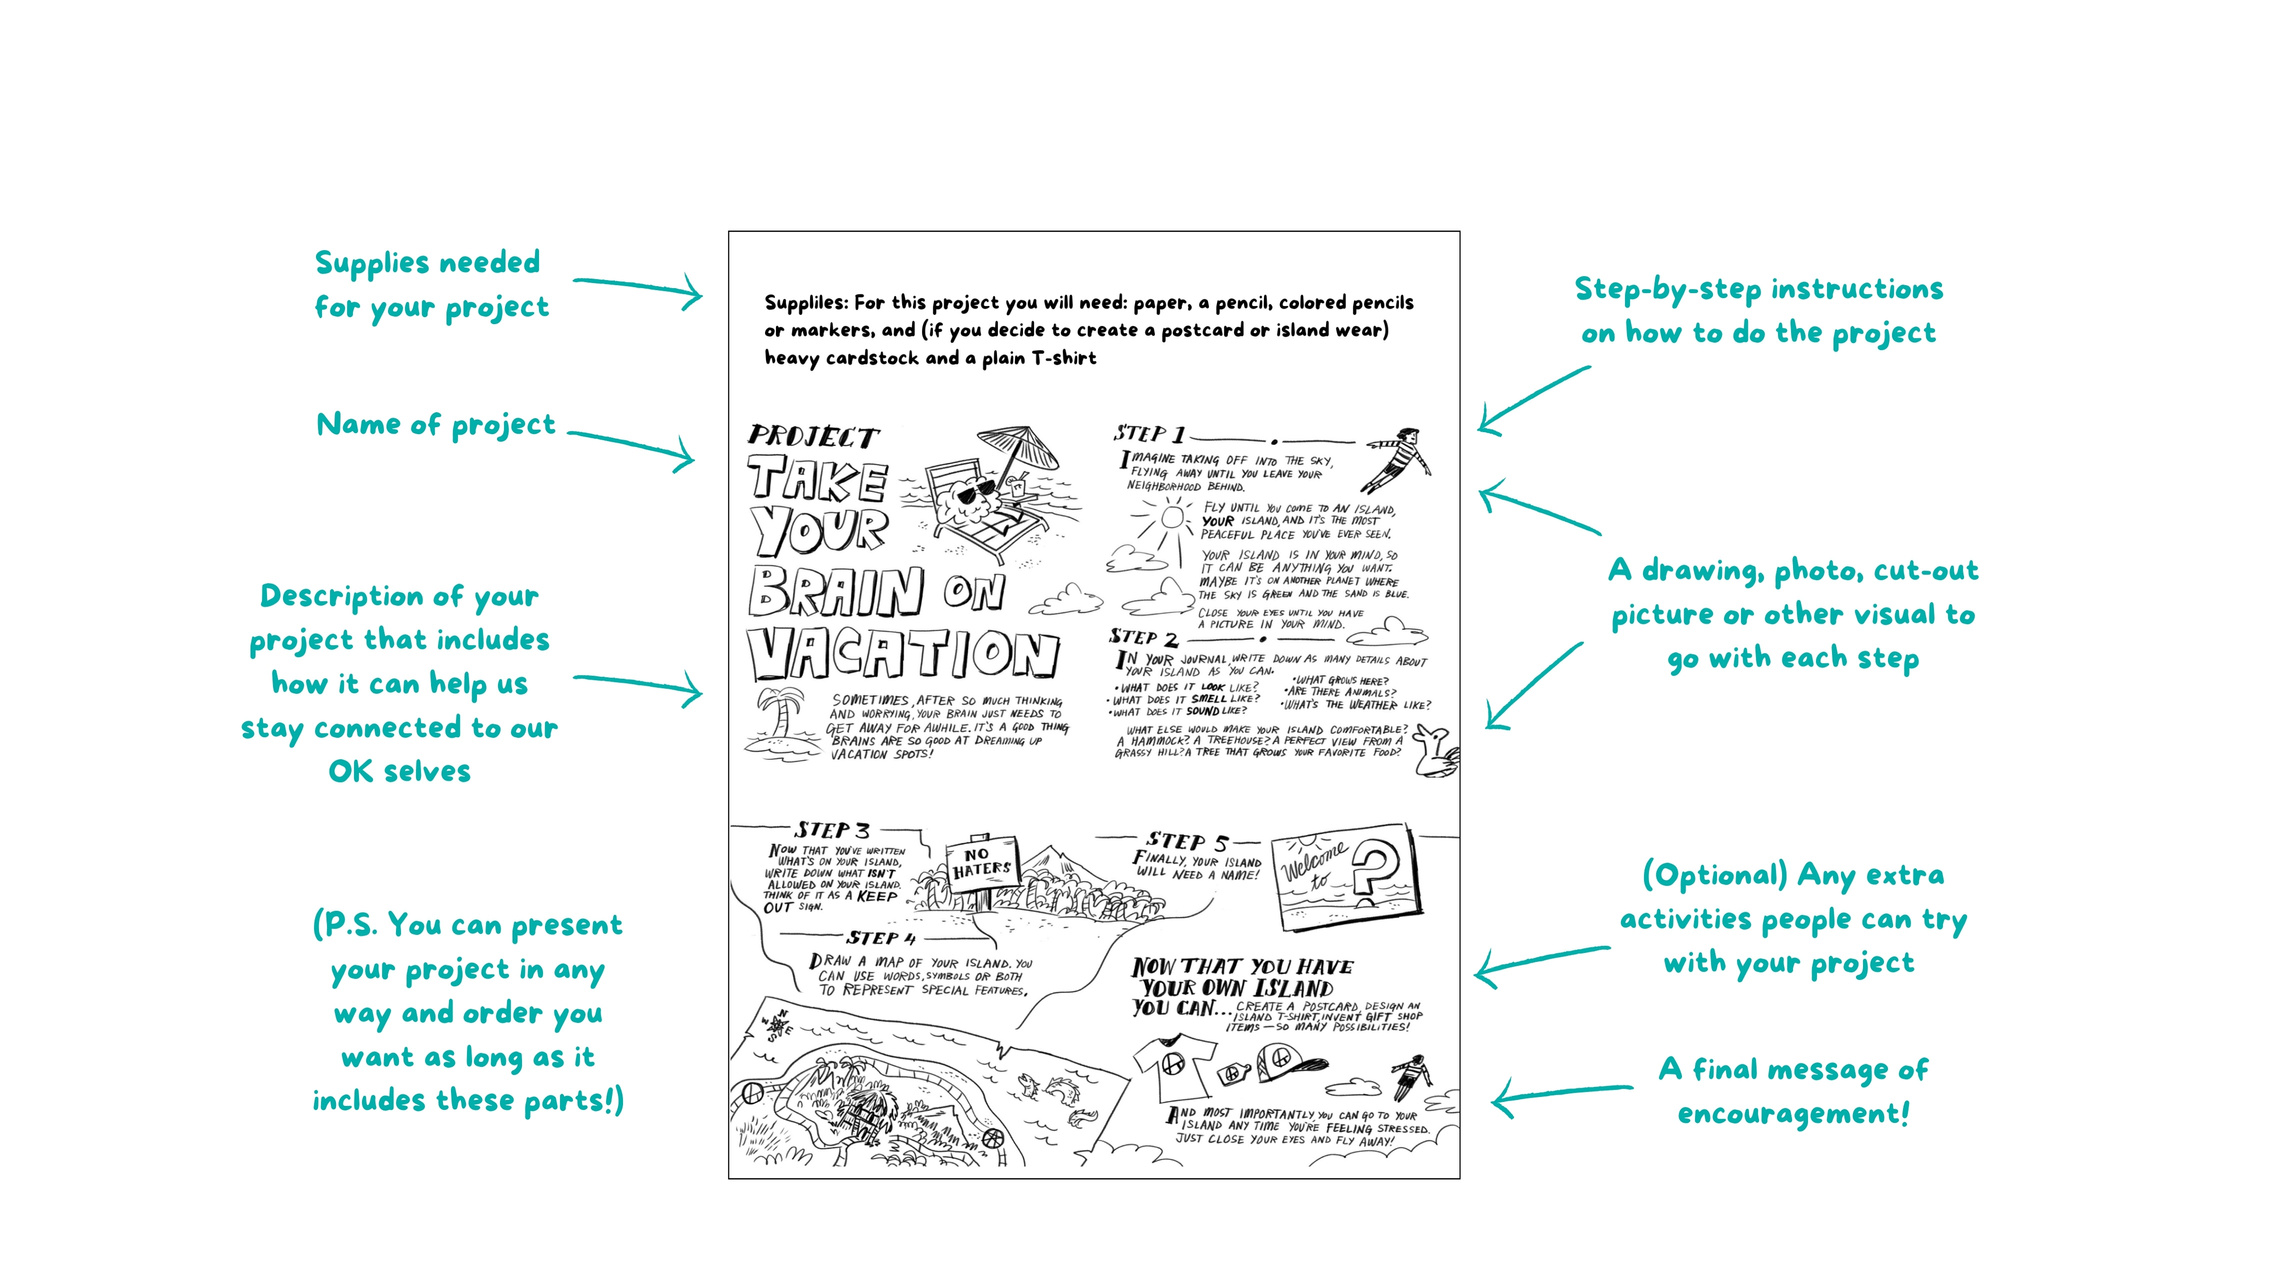 Supplies needed
for your project
Name of project
Description of your
project that includes
how it can help us
stay connected to our
OK selves
(P.S. You can present
your project in any
way and order you
want as long as it
includes these parts!)
Suppliles: For this project you will need: paper, a pencil, colored pencils
or markers, and (if you decide to create a postcard or island wear)
heavy cardstock and a plain T-shirt
PROJECT
TAKE
YOUR
BRAIN ON
VACATION
SOMETIMES, AFTER SO MUCH THINKING
AND WORRYING, YOUR BRAIN JUST NEEDS TO
GET AWAY FOR AWHILE. IT'S A GOOD THING
BRAINS ARE SO GOOD AT DREAMING UP
VACATION SPOTS!
STEP 1
IMAGINE TAKING OFF INTO THE SKY,
FLYING AWAY UNTIL YOU LEAVE YOUR
NEIGHBORHOOD BEHIND.
FLY UNTIL YOU COME TO AN ISLAND,
YOUR ISLAND, AND IT'S THE MOST
PEACEFUL PLACE YOU'VE EVER SEEN.
YOUR ISLAND IS IN YOUR MIND, SO
IT CAN BE ANYTHING YOU WANT.
MAYBE IT'S ON ANOTHER PLANET WHERE
THE SKY IS GREEN AND THE SAND IS BLUE.
CLOSE YOUR EYES UNTIL YOU HAVE
A PICTURE IN YOUR MIND.
STEP 2
IN YOUR JOURNAL, WRITE DOWN AS MANY DETAILS ABOUT
YOUR ISLAND AS YOU CAN.
•WHAT DOES IT LOOK LIKE?
•WHAT DOES IT SMELL LIKE?
•WHAT DOES IT SOUND LIKE?
•WHAT GROWS HERE?
•ARE THERE ANIMALS?
•WHAT'S THE WEATHER LIKE?
WHAT ELSE WOULD MAKE YOUR ISLAND COMFORTABLE?
A HAMMOCK? A TREEHOUSE? A PERFECT VIEW FROM A
GRASSY HILL? A TREE THAT GROWS YOUR FAVORITE FOOD?
STEP 3
NOW THAT YOU'VE WRITTEN
WHAT'S ON YOUR ISLAND,
WRITE DOWN WHAT ISN'T
ALLOWED ON YOUR ISLAND.
THINK OF IT AS A KEEP
OUT SIGN.
NO
HATERS
STEP 4
DRAW A MAP OF YOUR ISLAND. YOU
CAN USE WORDS, SYMBOLS OR BOTH
TO REPRESENT SPECIAL FEATURES.
N
W
E
S
STEP 5
FINALLY, YOUR ISLAND
WILL NEED A NAME!
Welcome
to
?
NOW THAT YOU HAVE
YOUR OWN ISLAND
YOU CAN... CREATE A POSTCARD, DESIGN AN
ISLAND T-SHIRT, INVENT GIFT SHOP
ITEMS — SO MANY POSSIBILITIES!
AND MOST IMPORTANTLY, YOU CAN GO TO YOUR
ISLAND ANY TIME YOU'RE FEELING STRESSED.
JUST CLOSE YOUR EYES AND FLY AWAY!
Step-by-step instructions
on how to do the project
A drawing, photo, cut-out
picture or other visual to
go with each step
(Optional) Any extra
activities people can try
with your project
A final message of
encouragement!